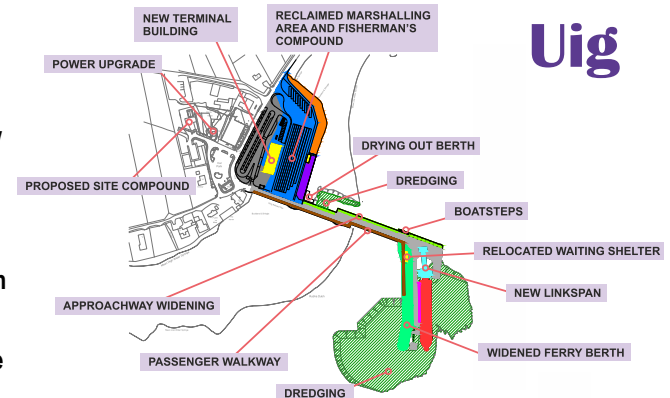 Uig
NEW TERMINAL
BUILDING
RECLAIMED MARSHALLING
AREA AND FISHERMAN'S
COMPOUND
POWER UPGRADE
DRYING OUT BERTH
DREDGING
PROPOSED SITE COMPOUND
BOATSTEPS
RELOCATED WAITING SHELTER
NEW LINKSPAN
APPROACHWAY WIDENING
WIDENED FERRY BERTH
PASSENGER WALKWAY
DREDGING